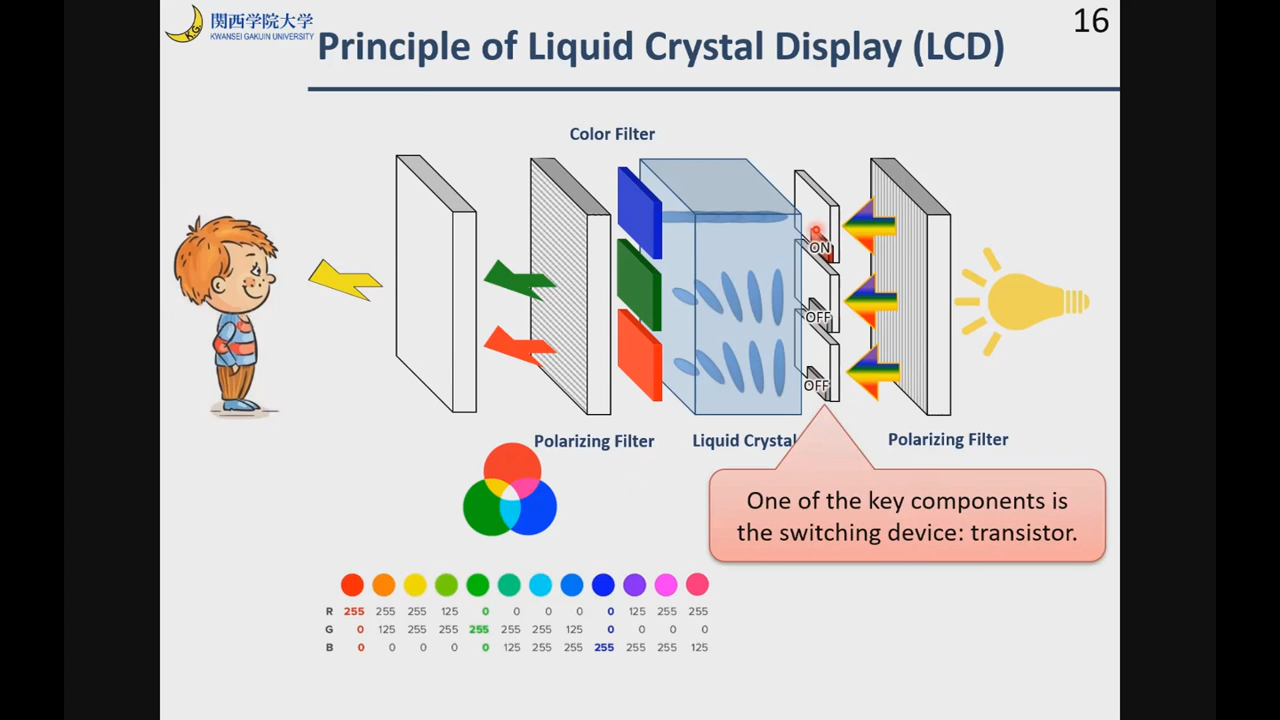 関西学院大学
KWANSEI GAKUIN UNIVERSITY
Principle of Liquid Crystal Display (LCD)
16
Color Filter
ON
OFF
OFF
Polarizing Filter
Liquid Crystal
Polarizing Filter
One of the key components is
the switching device: transistor.
R 255 255 255 125 0 0 0 0 0 125 255 255
G 0 125 255 255 255 255 255 125 0 0 0 0
B 0 0 0 0 0 125 255 255 255 255 255 125